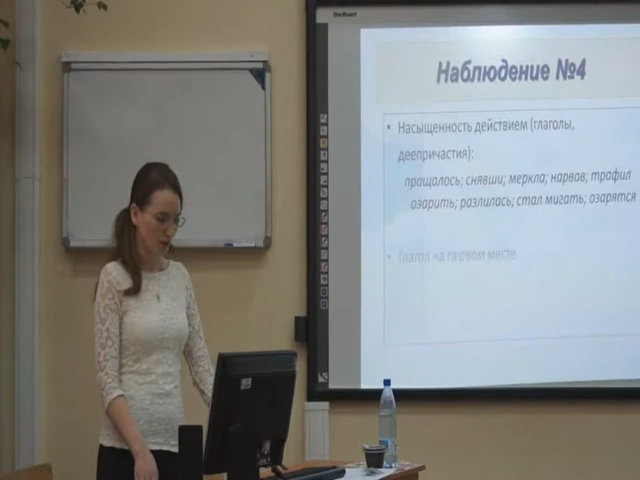 StarBoard
Наблюдение №4
• Насыщенность действием (глаголы,
деепричастия):
прощалось; снявши; меркла; нарвав; трафил
озарить; разлилась; стал мигать; озарятся
• Глагол на первом месте